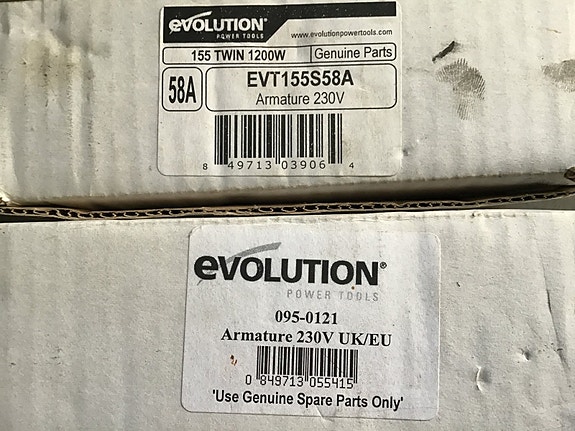 evolution®
POWER TOOLS
www.evolutionpowertools.com
155 TWIN 1200W Genuine Parts
58A EVT155S58A
Armature 230V
8 49713 03906 4
evolution®
POWER TOOLS
095-0121
Armature 230V UK/EU
0 849713 055415
'Use Genuine Spare Parts Only'